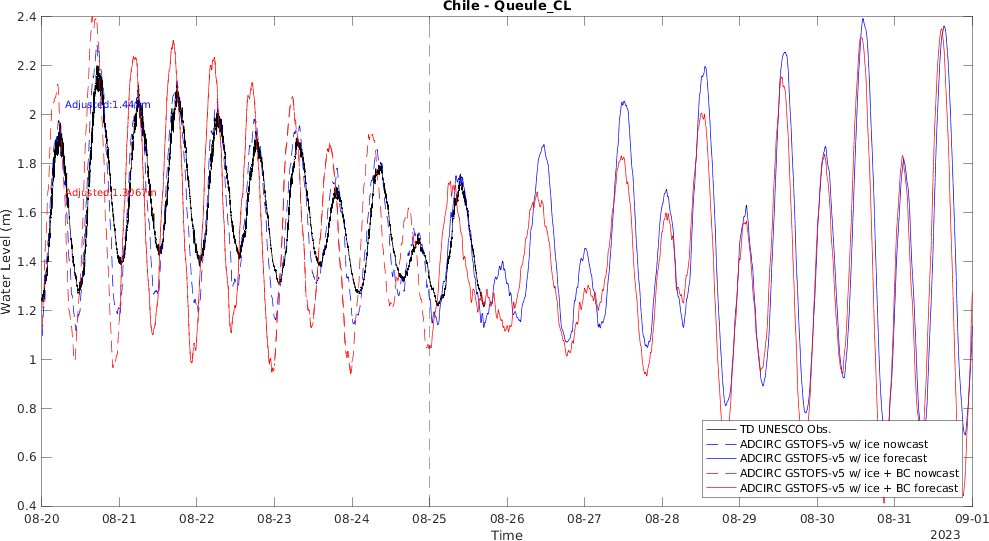 Chile - Queule_CL
2.4
2.2
2
1.8
1.6
1.4
1.2
1
0.8
0.6
0.4
Water Level (m)
Adjusted:1.3067m
TD UNESCO Obs.
ADCIRC GSTOFS-v5 w/ ice nowcast
ADCIRC GSTOFS-v5 w/ ice forecast
ADCIRC GSTOFS-v5 w/ ice + BC nowcast
ADCIRC GSTOFS-v5 w/ ice + BC forecast
08-20 08-21 08-22 08-23 08-24 08-25 08-26 08-27 08-28 08-29 08-30 08-31 09-01
Time
2023